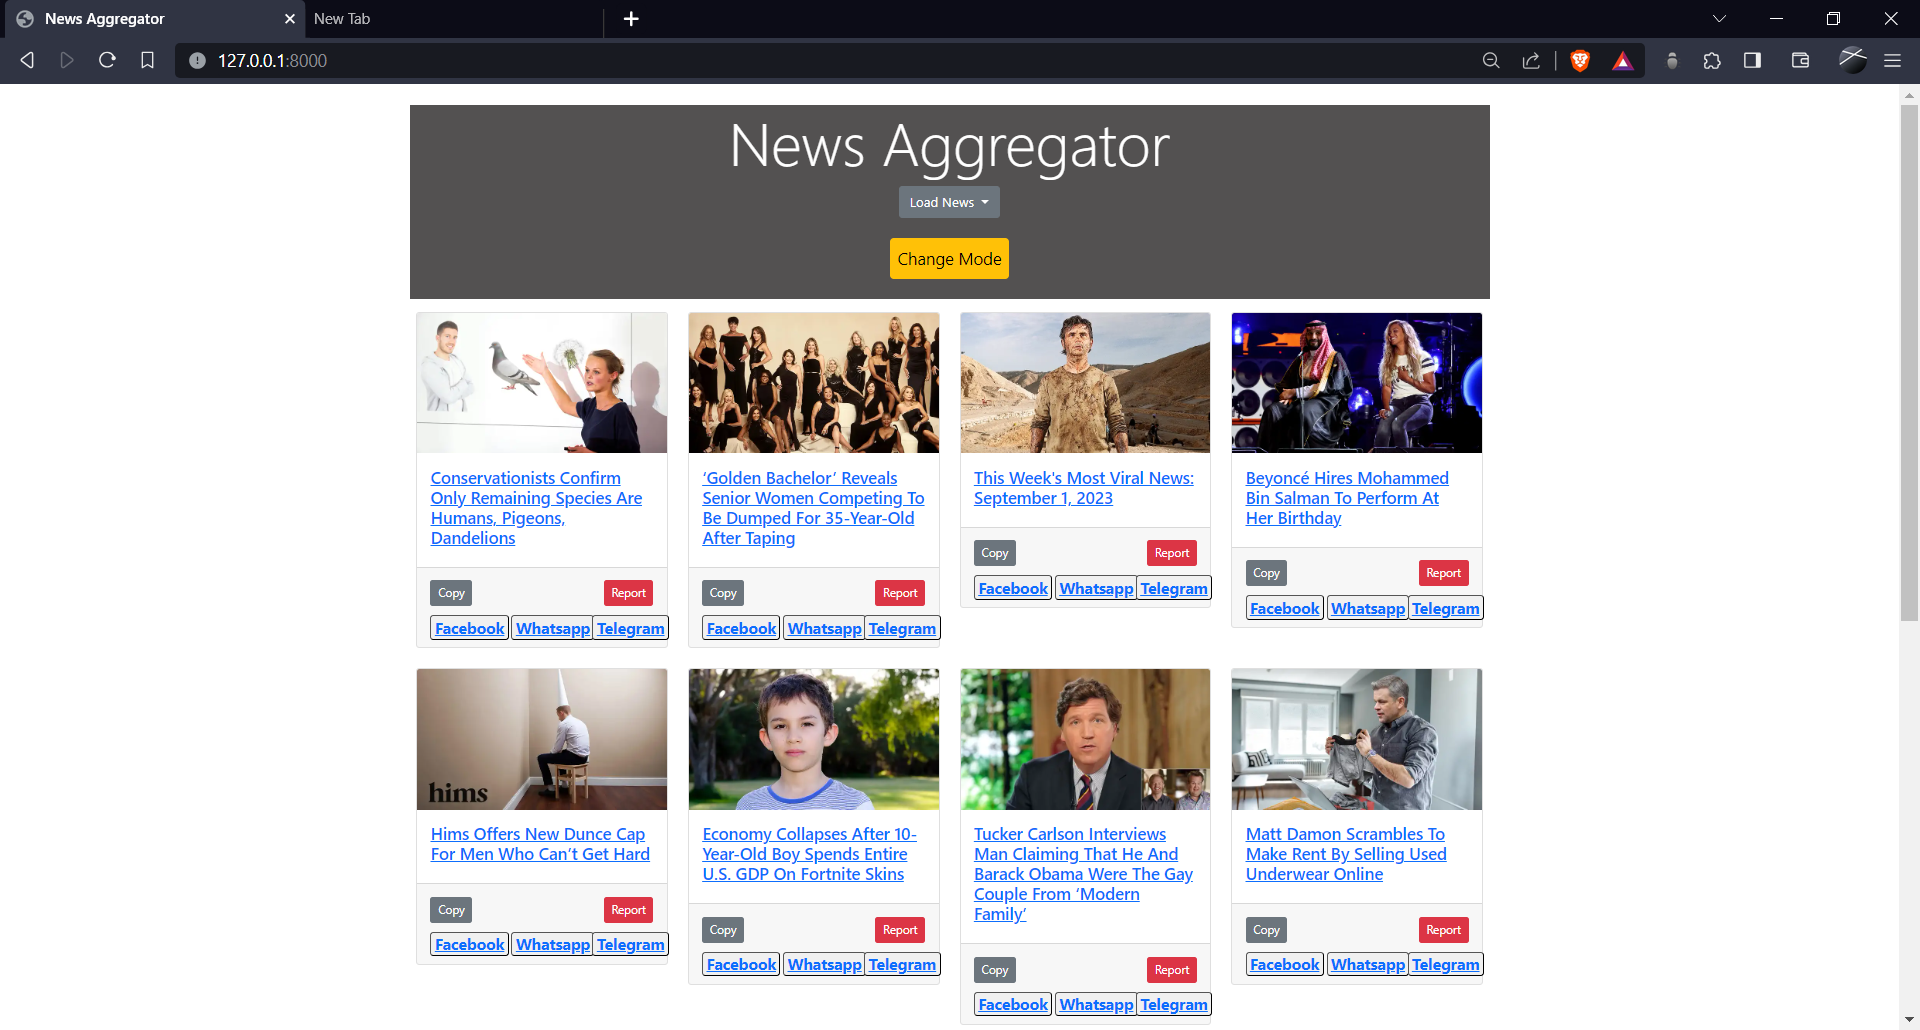 News Aggregator
New Tab
127.0.0.1:8000
News Aggregator
Load News
Change Mode
Conservationists Confirm
Only Remaining Species Are
Humans, Pigeons,
Dandelions
Copy
Report
Facebook Whatsapp Telegram
‘Golden Bachelor’ Reveals
Senior Women Competing To
Be Dumped For 35-Year-Old
After Taping
Copy
Report
Facebook Whatsapp Telegram
This Week's Most Viral News:
September 1, 2023
Copy
Report
Facebook Whatsapp Telegram
Beyoncé Hires Mohammed
Bin Salman To Perform At
Her Birthday
Copy
Report
Facebook Whatsapp Telegram
hims
Hims Offers New Dunce Cap
For Men Who Can’t Get Hard
Copy
Report
Facebook Whatsapp Telegram
Economy Collapses After 10-
Year-Old Boy Spends Entire
U.S. GDP On Fortnite Skins
Copy
Report
Facebook Whatsapp Telegram
Tucker Carlson Interviews
Man Claiming That He And
Barack Obama Were The Gay
Couple From ‘Modern
Family’
Copy
Report
Facebook Whatsapp Telegram
Matt Damon Scrambles To
Make Rent By Selling Used
Underwear Online
Copy
Report
Facebook Whatsapp Telegram